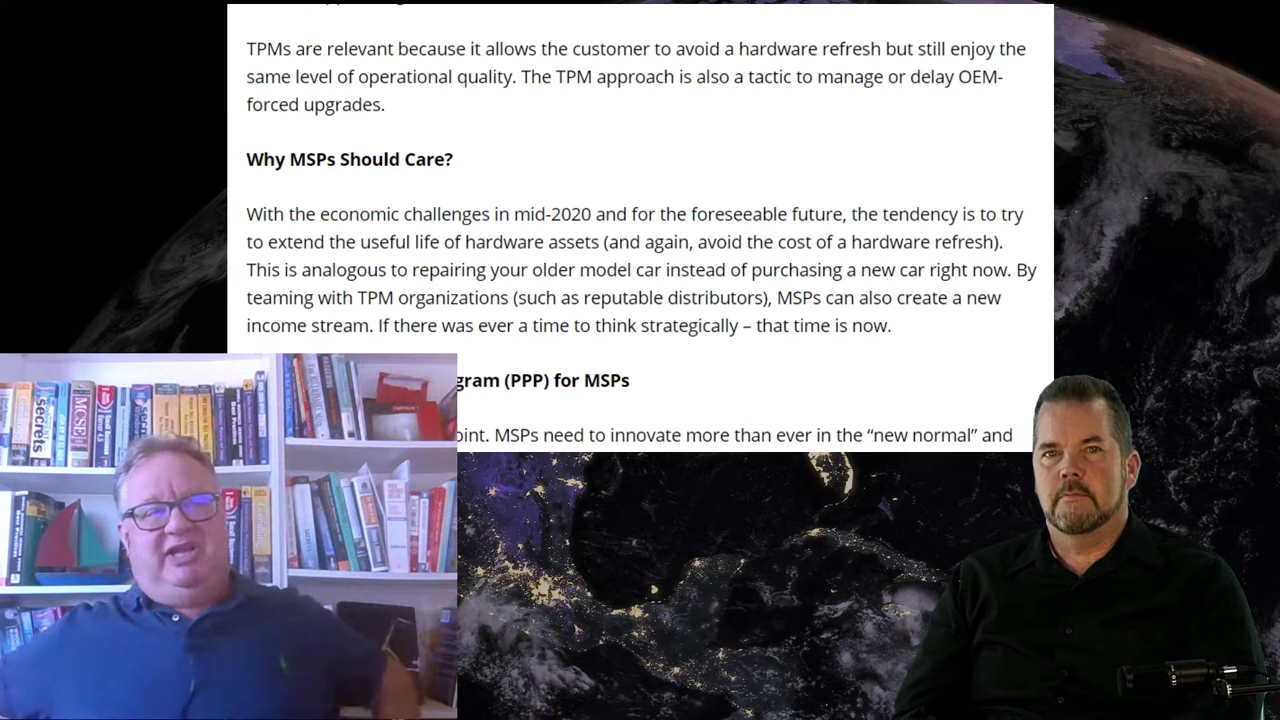 TPMs are relevant because it allows the customer to avoid a hardware refresh but still enjoy the
same level of operational quality. The TPM approach is also a tactic to manage or delay OEM-
forced upgrades.
Why MSPs Should Care?
With the economic challenges in mid-2020 and for the foreseeable future, the tendency is to try
to extend the useful life of hardware assets (and again, avoid the cost of a hardware refresh).
This is analogous to repairing your older model car instead of purchasing a new car right now. By
teaming with TPM organizations (such as reputable distributors), MSPs can also create a new
income stream. If there was ever a time to think strategically – that time is now.
gram (PPP) for MSPs
oint. MSPs need to innovate more than ever in the “new normal” and
secrets
MCSE